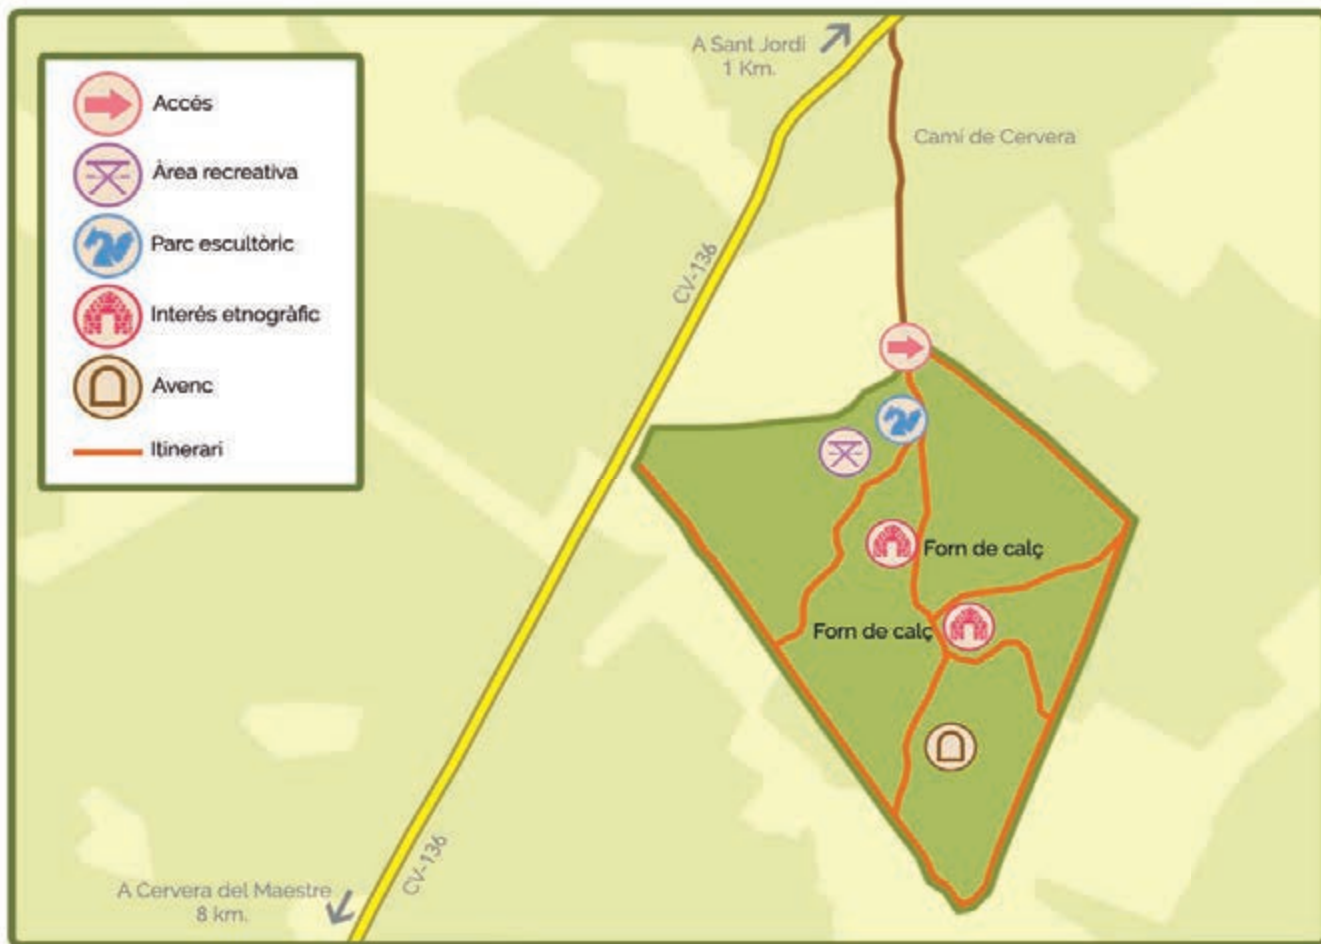 Accés
Àrea recreativa
Parc escultòric
Interés etnogràfic
Avenc
Itinerari
A Sant Jordi
1 Km.
Camí de Cervera
CV-136
Forn de calç
Forn de calç
CV-136
A Cervera del Maestre
8 km.